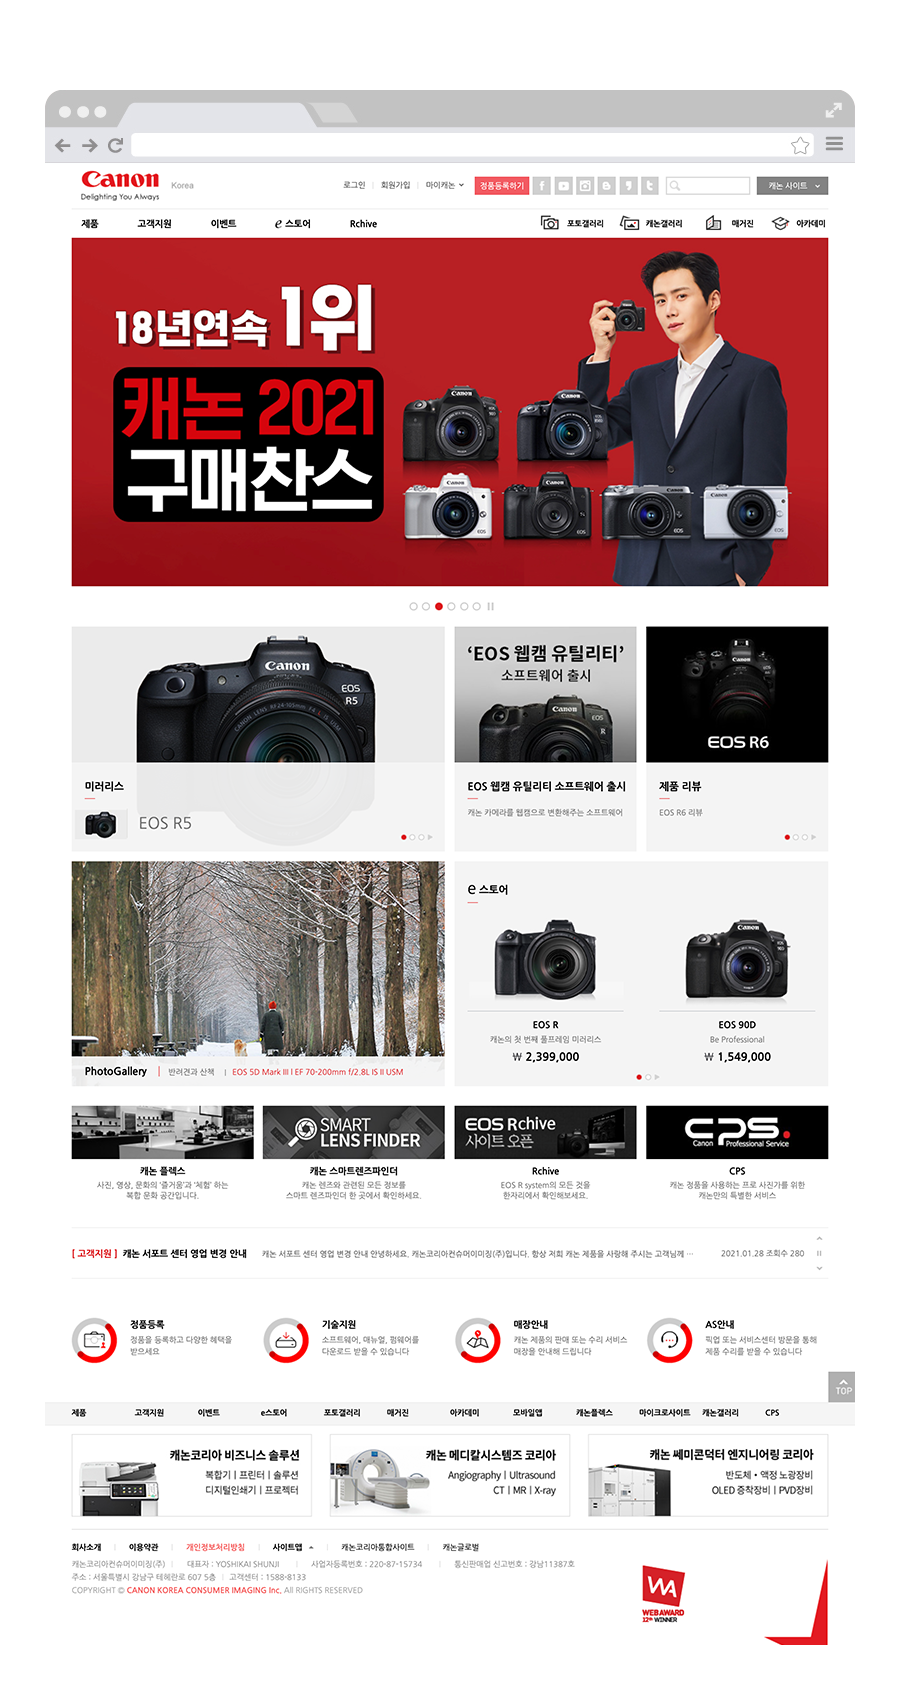 Canon Korea
Delighting You Always
로그인 회원가입 마이캐논 정품등록하기 캐논 사이트
제품 고객지원 이벤트 e 스토어 Rchive 포토갤러리 캐논갤러리 매거진 아카데미
18년연속 1위
캐논 2021
구매찬스
Canon
EOS
R5
CANON LENS RF24-105mm F4 L IS USM
미러리스
EOS R5
‘EOS 웹캠 유틸리티’
소프트웨어 출시
Canon
EOS
R
EOS 웹캠 유틸리티 소프트웨어 출시
캐논 카메라를 웹캠으로 변환해주는 소프트웨어
EOS R6
제품 리뷰
EOS R6 리뷰
PhotoGallery | 반려견과 산책 | EOS 5D Mark III l EF 70-200mm f/2.8L IS II USM
e 스토어
EOS R
캐논의 첫 번째 풀프레임 미러리스
₩ 2,399,000
EOS 90D
Be Professional
₩ 1,549,000
캐논 플렉스
사진, 영상, 문화의 ‘즐거움’과 ‘체험’ 하는
복합 문화 공간입니다.
SMART
LENS FINDER
캐논 스마트렌즈파인더
캐논 렌즈와 관련된 모든 정보를
스마트 렌즈파인더 한 곳에서 확인하세요.
EOS Rchive
사이트 오픈
Rchive
EOS R system의 모든 것을
한자리에서 확인해보세요.
CPS.
Canon Professional Service
CPS
캐논 정품을 사용하는 프로 사진가를 위한
캐논만의 특별한 서비스
[ 고객지원 ] 캐논 서포트 센터 영업 변경 안내 캐논 서포트 센터 영업 변경 안내 안녕하세요. 캐논코리아컨슈머이미징(주)입니다. 항상 저희 캐논 제품을 사랑해 주시는 고객님께 ··· 2021.01.28 조회수 280
정품등록
정품을 등록하고 다양한 혜택을
받으세요
기술지원
소프트웨어, 매뉴얼, 펌웨어를
다운로드 받을 수 있습니다
매장안내
캐논 제품의 판매 또는 수리 서비스
매장을 안내해 드립니다
AS안내
픽업 또는 서비스센터 방문을 통해
제품 수리를 받을 수 있습니다
TOP
제품 고객지원 이벤트 e스토어 포토갤러리 매거진 아카데미 모바일앱 캐논플렉스 마이크로사이트 캐논갤러리 CPS
캐논코리아 비즈니스 솔루션
복합기 | 프린터 | 솔루션
디지털인쇄기 | 프로젝터
캐논 메디칼시스템즈 코리아
Angiography | Ultrasound
CT | MR | X-ray
캐논 쎄미콘덕터 엔지니어링 코리아
반도체 • 액정 노광장비
OLED 증착장비 | PVD장비
회사소개 | 이용약관 | 개인정보처리방침 | 사이트맵 | 캐논코리아통합사이트 | 캐논글로벌
캐논코리아컨슈머이미징(주) | 대표자 : YOSHIKAI SHUNJI | 사업자등록번호 : 220-87-15734 | 통신판매업 신고번호 : 강남11387호
주소 : 서울특별시 강남구 테헤란로 607 5층 | 고객센터 : 1588-8133
COPYRIGHT © CANON KOREA CONSUMER IMAGING Inc. All RIGHTS RESERVED
WA
WEB AWARD
12th WINNER